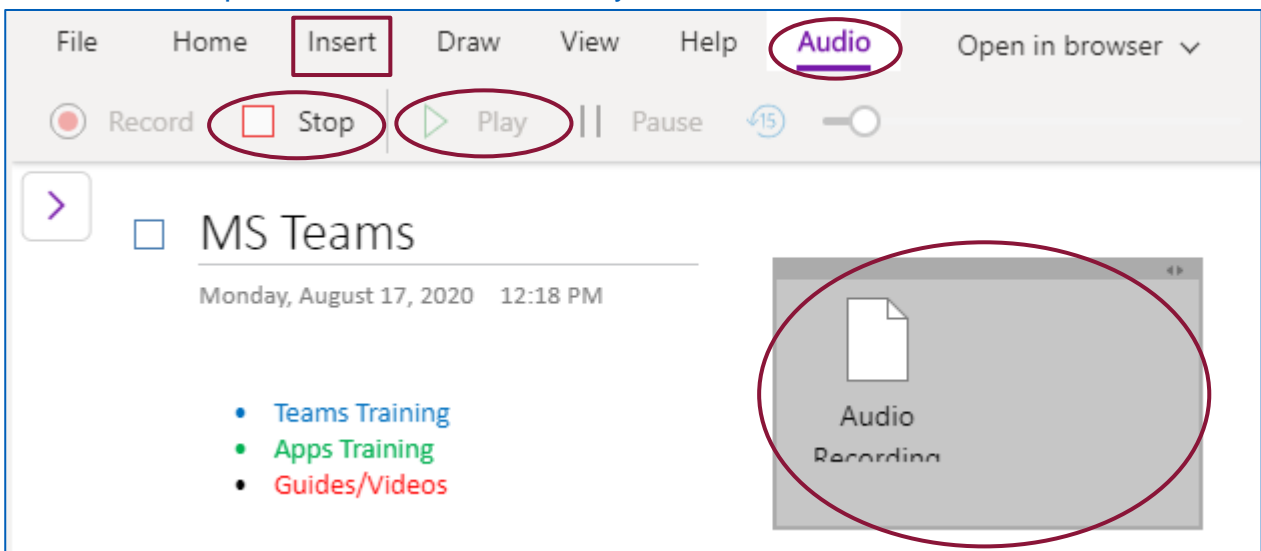 File Home Insert Draw View Help Audio Open in browser
Record Stop Play Pause 15
MS Teams
Monday, August 17, 2020 12:18 PM
• Teams Training
• Apps Training
• Guides/Videos
Audio
Recording